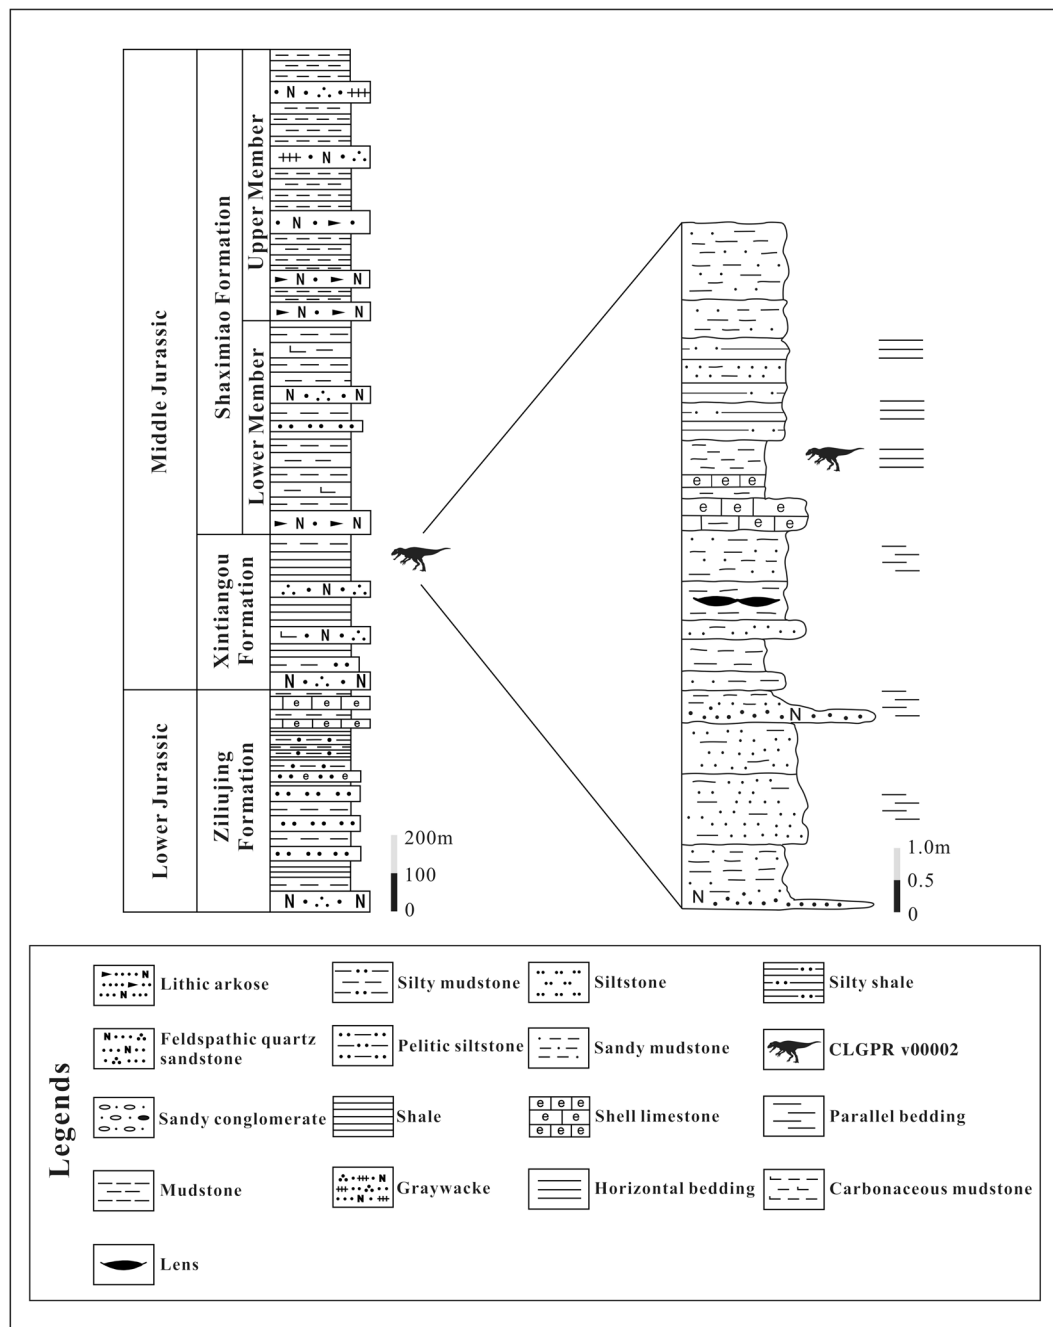 Middle Jurassic
Lower Jurassic
Shaximiao Formation
Xintiangou
Formation
Ziliujing
Formation
Upper Member
Lower Member
N
N
N
N N
N N
N N
N N
N
N
N N
e e e
e e e
e e
N N
200m
100
0
e e e
e e
e e
N
N
1.0m
0.5
0
Legends
N
N
Lithic arkose
Silty mudstone
Siltstone
Silty shale
N
N
Feldspathic quartz
sandstone
Pelitic siltstone
Sandy mudstone
CLGPR v00002
Sandy conglomerate
Shale
e e e
e e
e e e
Shell limestone
Parallel bedding
Mudstone
N
N
Graywacke
Horizontal bedding
Carbonaceous mudstone
Lens